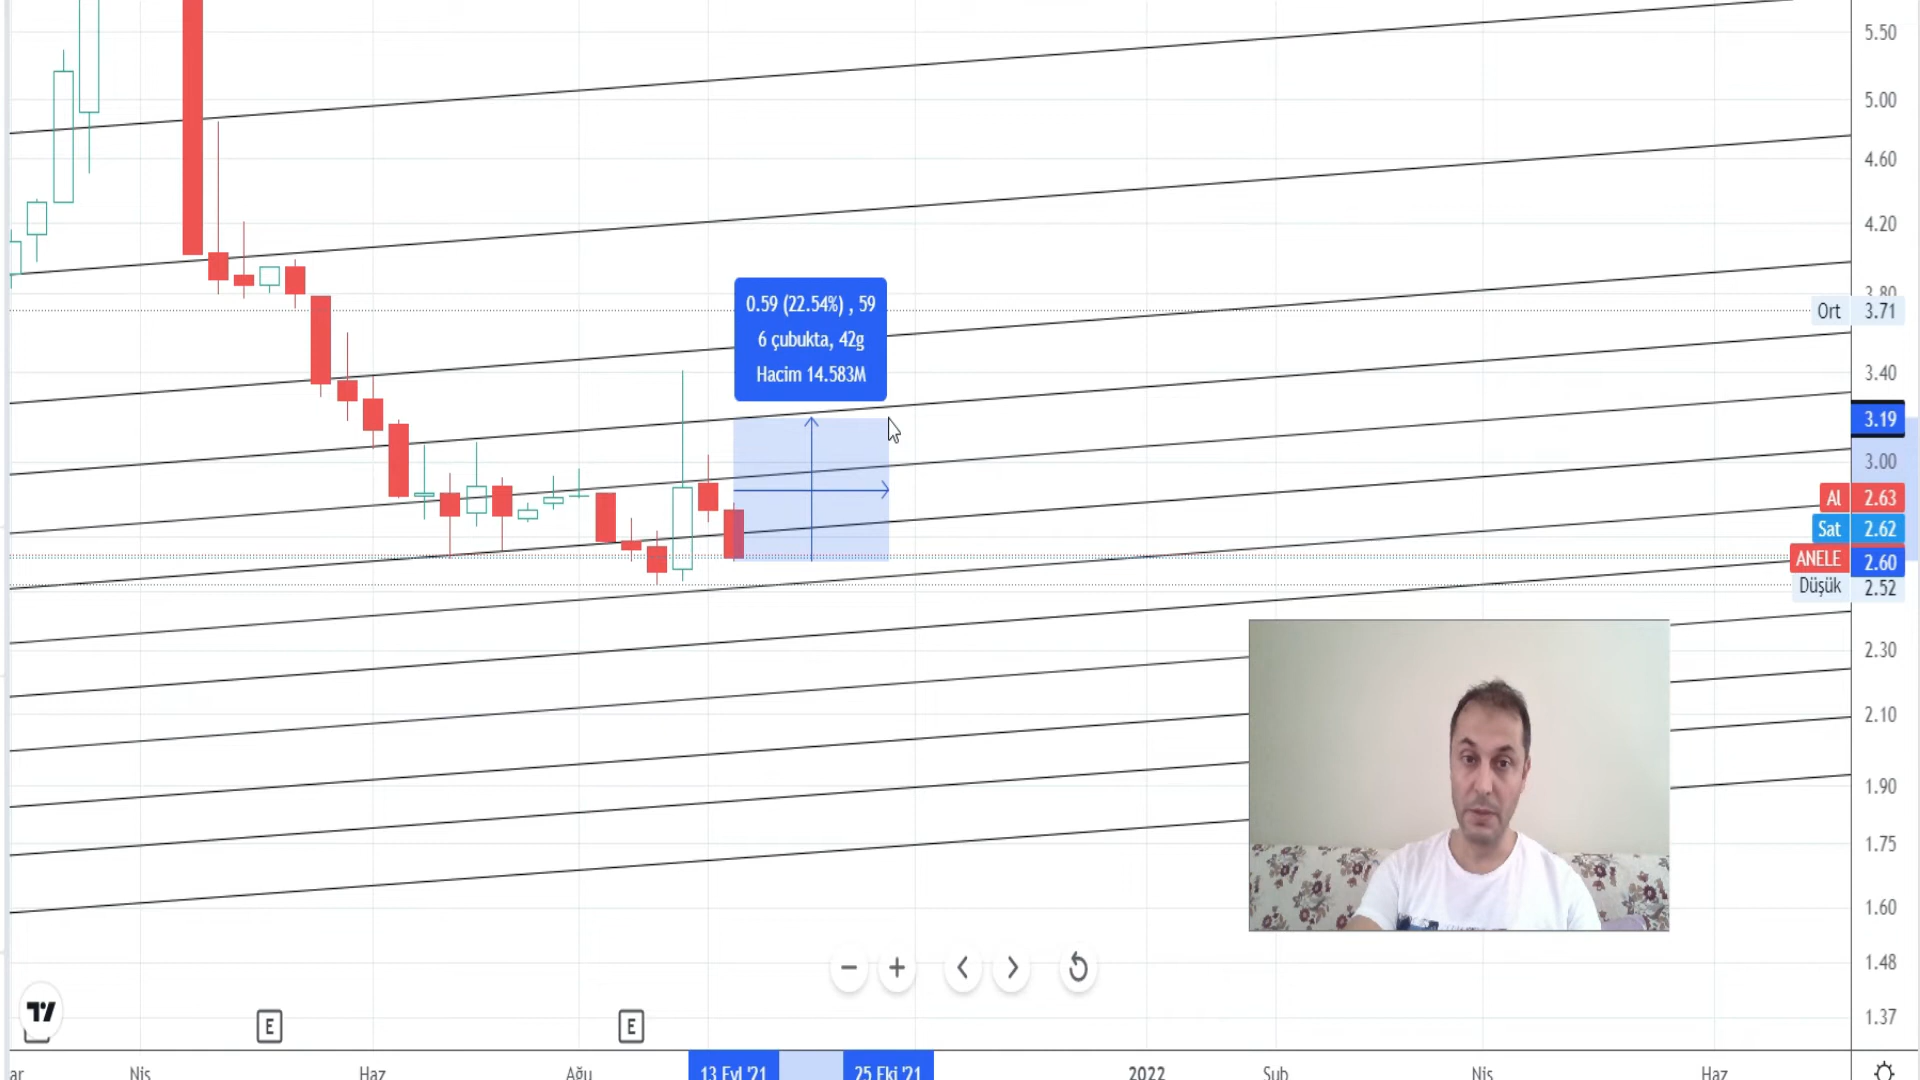 5.50
5.00
4.60
4.20
3.80
Ort 3.71
3.40
3.19
3.00
Al 2.63
Sat 2.62
ANELE 2.60
Düşük 2.52
2.30
2.10
1.90
1.75
1.60
1.48
1.37
0.59 (22.54%) , 59
6 çubukta, 42g
Hacim 14.583M
E E
ar Nis Haz Ağu 13 Eyl '21 25 Eki '21 2022 Şub Nis Haz